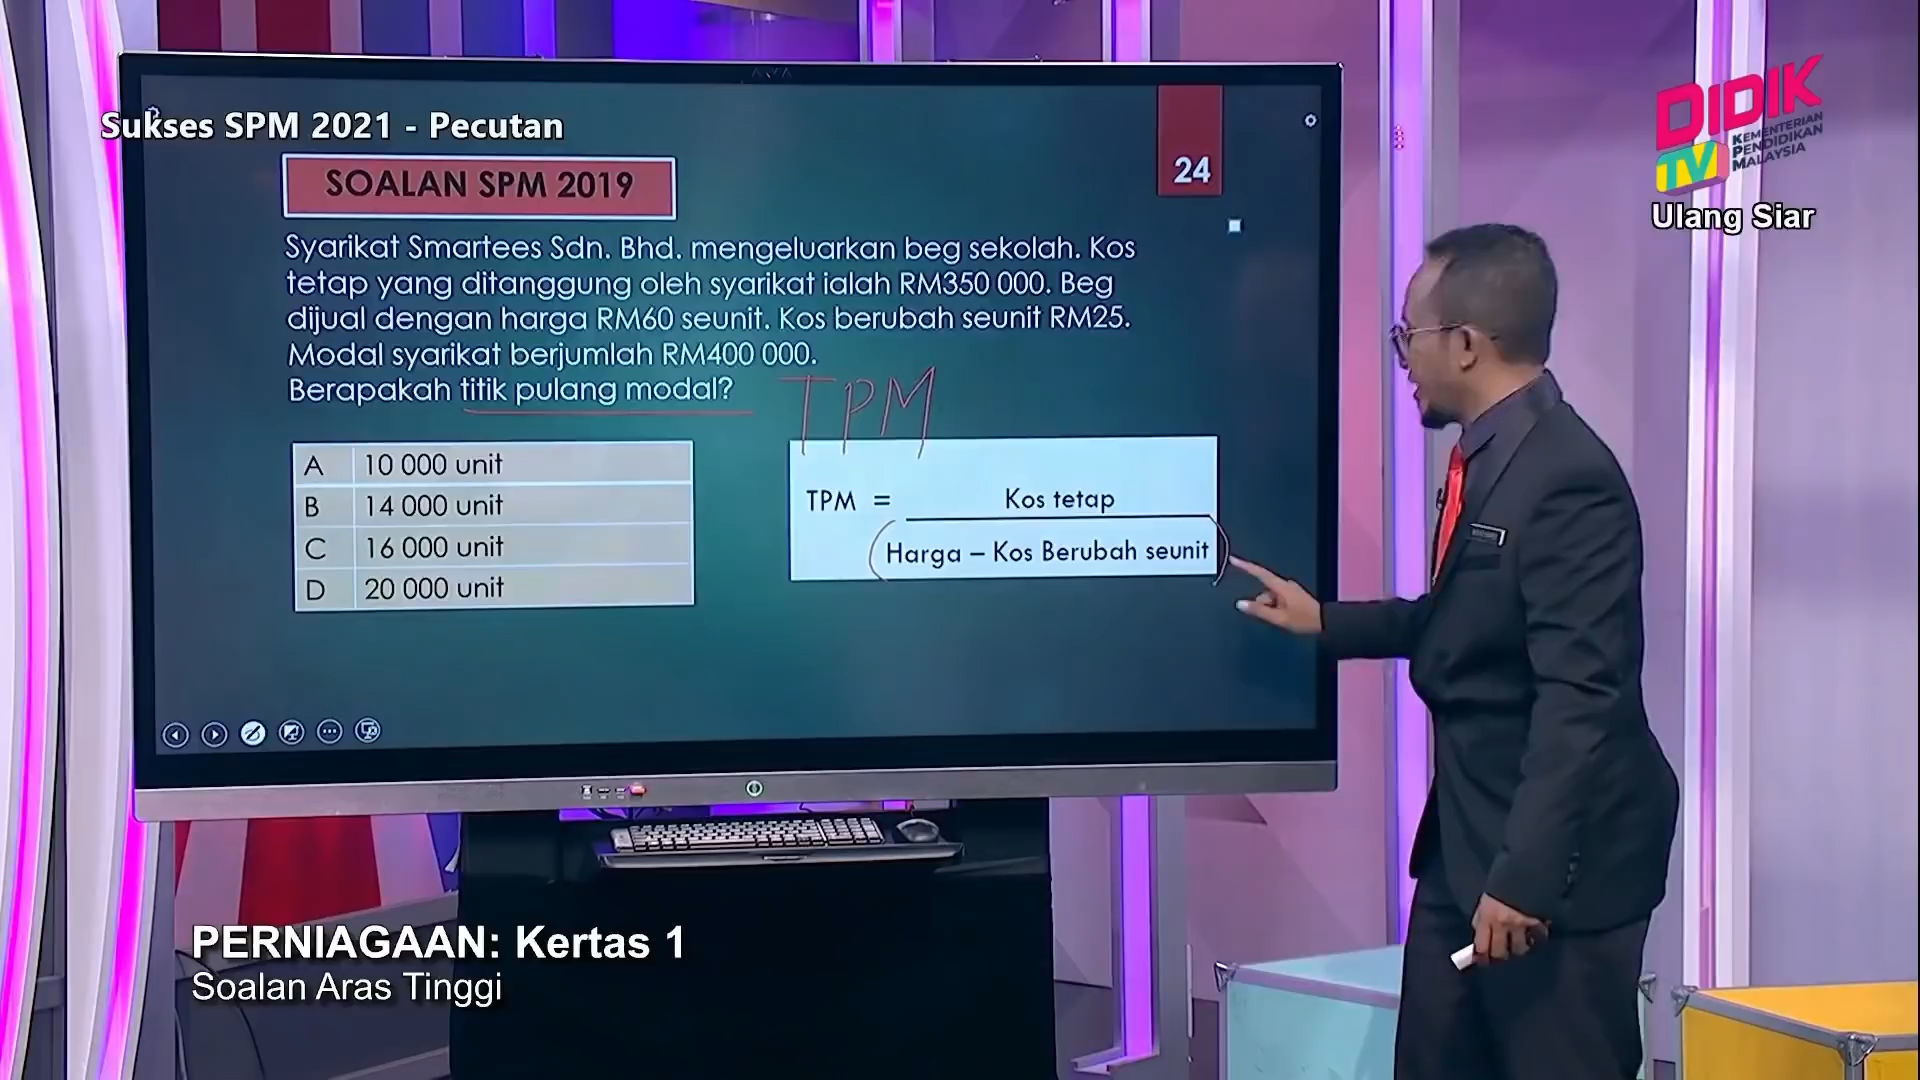 Sukses SPM 2021 - Pecutan
SOALAN SPM 2019
24
DIDIK
TV
KEMENTERIAN
PENDIDIKAN
MALAYSIA
Ulang Siar
Syarikat Smartees Sdn. Bhd. mengeluarkan beg sekolah. Kos
tetap yang ditanggung oleh syarikat ialah RM350 000. Beg
dijual dengan harga RM60 seunit. Kos berubah seunit RM25.
Modal syarikat berjumlah RM400 000.
Berapakah titik pulang modal?
TPM
A 10 000 unit
B 14 000 unit
C 16 000 unit
D 20 000 unit
TPM = Kos tetap
(Harga – Kos Berubah seunit)
PERNIAGAAN: Kertas 1
Soalan Aras Tinggi